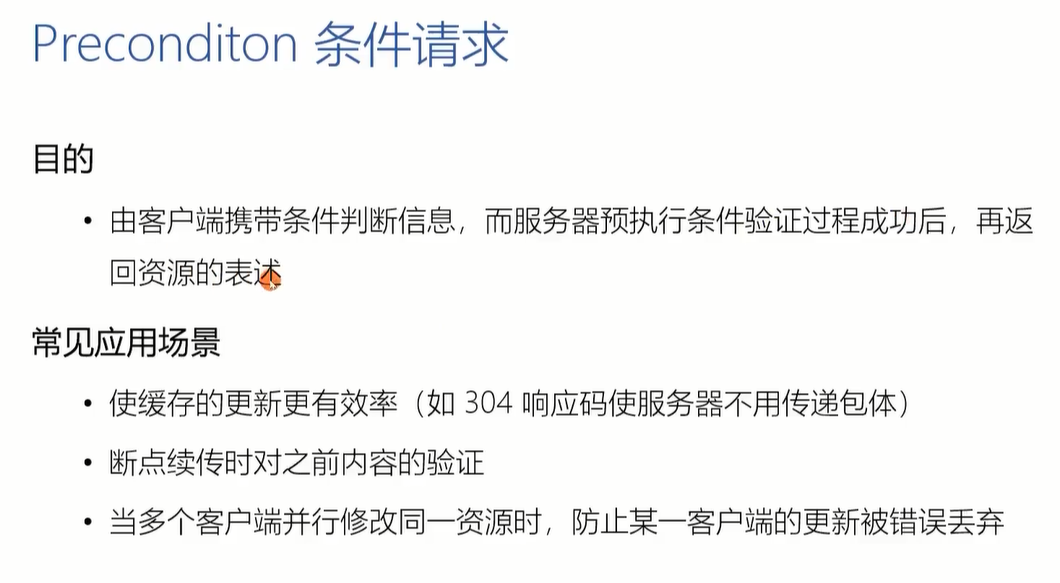 Preconditon 条件请求
目的
• 由客户端携带条件判断信息，而服务器预执行条件验证过程成功后，再返
回资源的表述
常见应用场景
• 使缓存的更新更有效率（如 304 响应码使服务器不用传递包体）
• 断点续传时对之前内容的验证
• 当多个客户端并行修改同一资源时，防止某一客户端的更新被错误丢弃